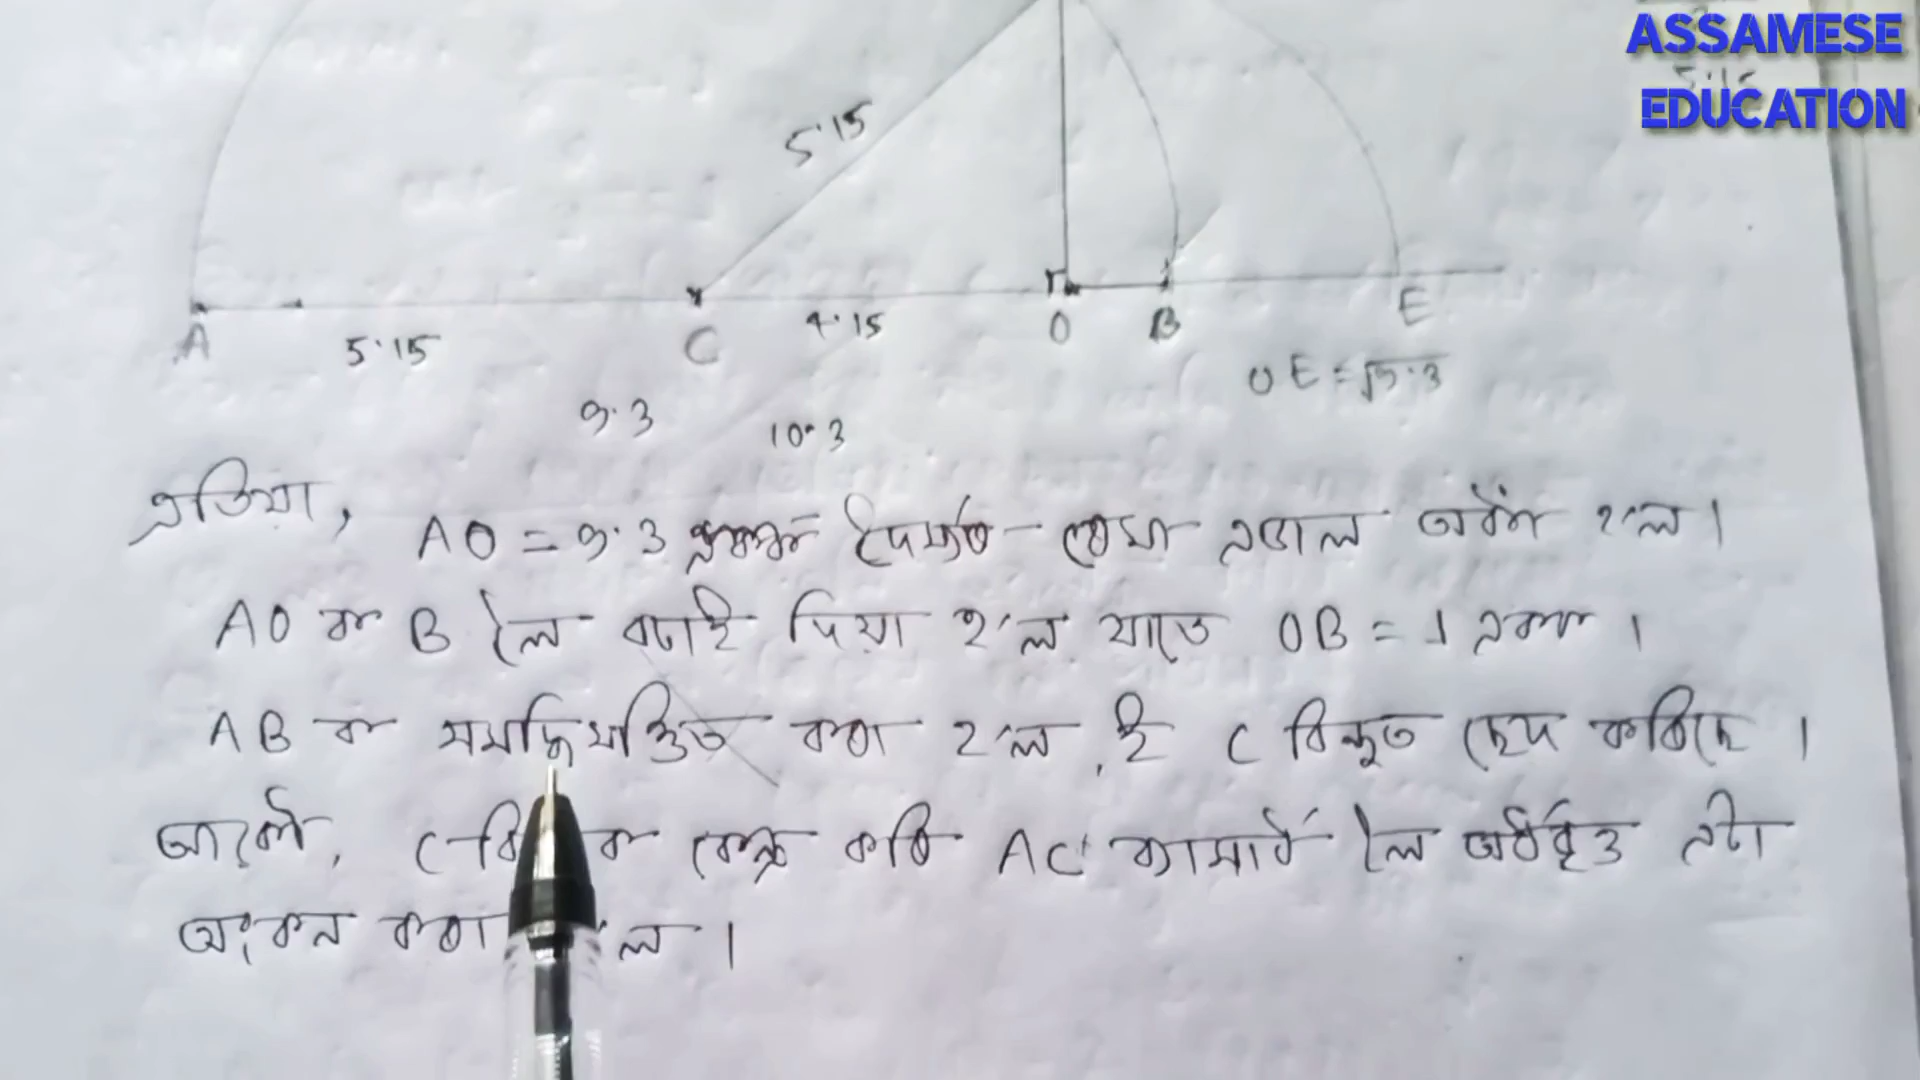 ASSAMESE
EDUCATION
5.15
A 5.15 C 4.15 O B E
OE = √9.3
9.3 10.3
এতিয়া, AO = 9.3 একক দৈৰ্ঘ্যৰ ৰেখা এডাল অংকন হ'ল।
AO ক B লৈ বঢ়াই দিয়া হ'ল যাতে OB = 1 একক।
AB ক সমদ্বিখণ্ডিত কৰা হ'ল, ই C বিন্দুত ছেদ কৰিছে।
আকৌ, C ক কেন্দ্ৰ কৰি AC ব্যাসাৰ্ধ লৈ অৰ্ধবৃত্ত এটা
অংকন কৰা ল।